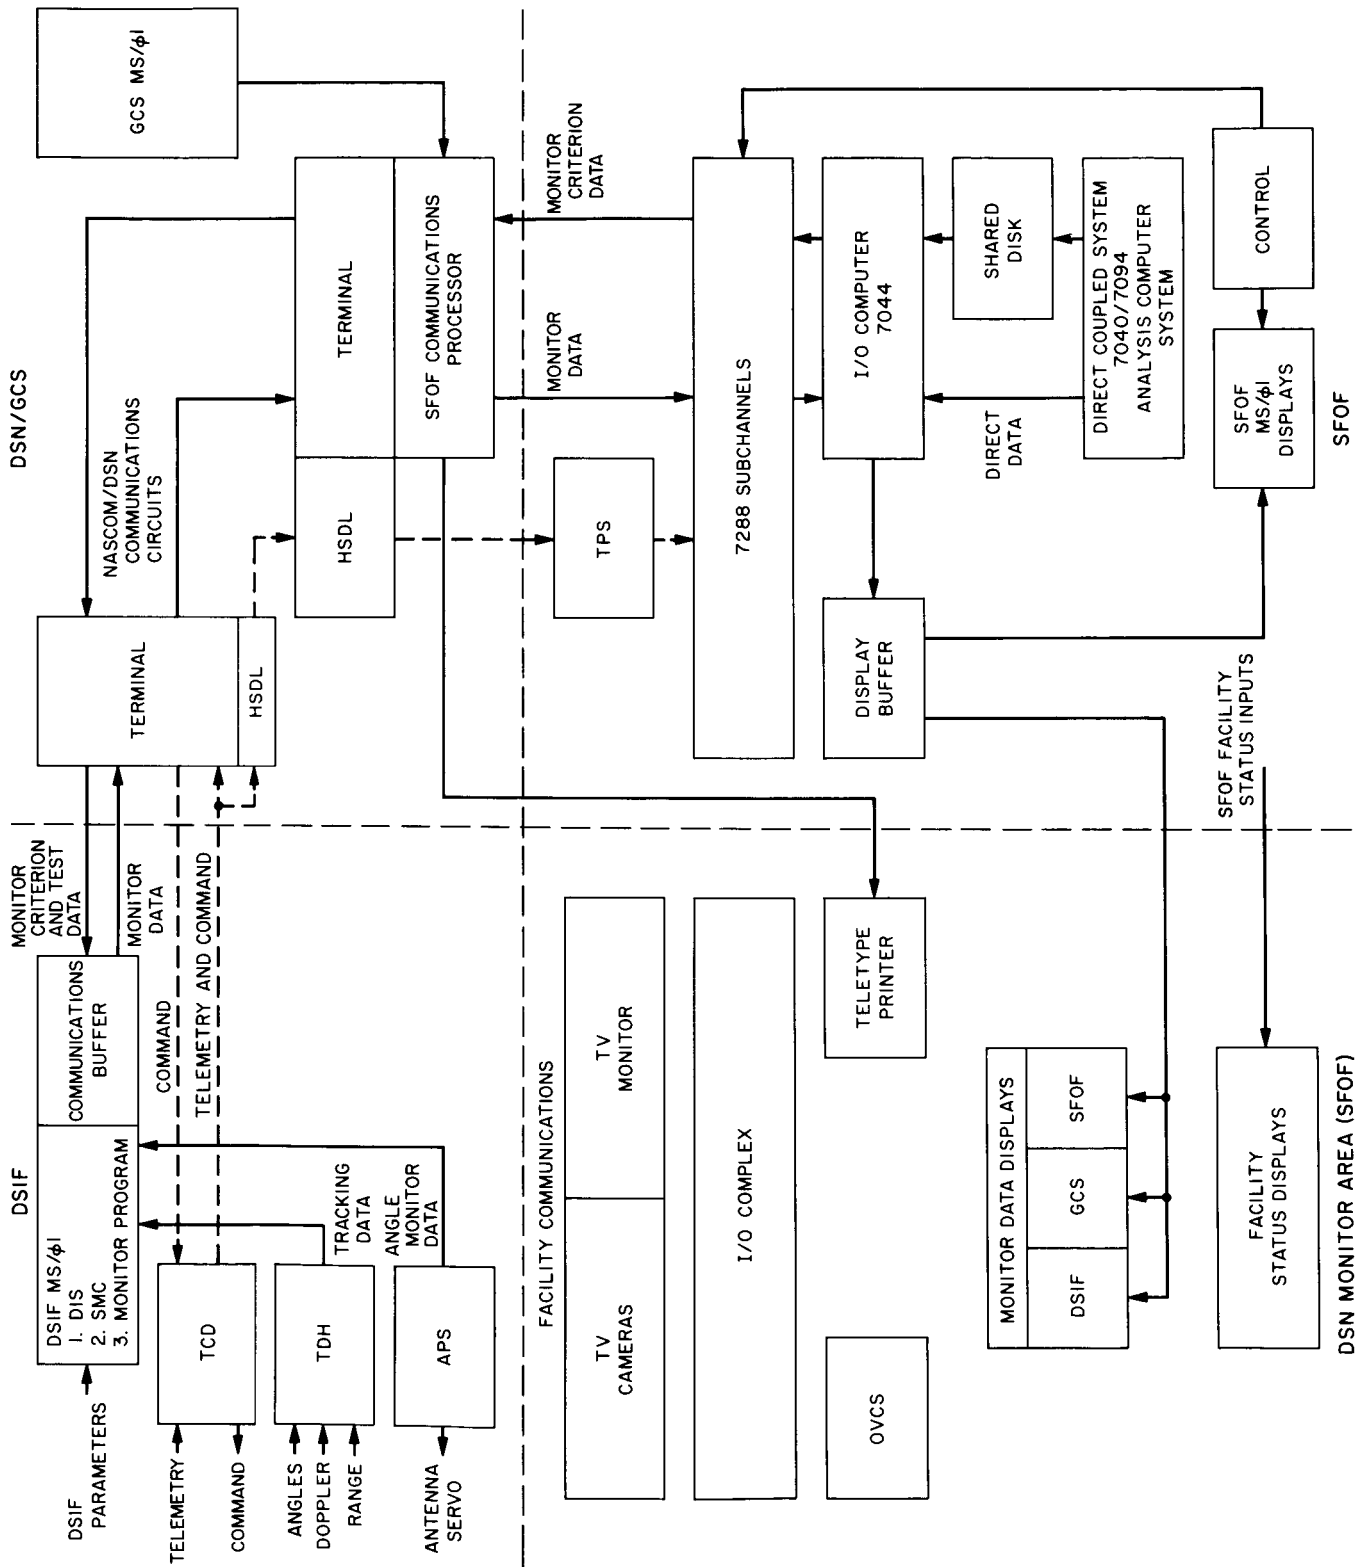 DSIF
DSIF
PARAMETERS
DSIF MS/φI
1. DIS
2. SMC
3. MONITOR PROGRAM
COMMUNICATIONS
BUFFER
MONITOR
CRITERION
AND TEST
DATA
MONITOR
DATA
TELEMETRY
COMMAND
TCD
COMMAND
TELEMETRY AND COMMAND
ANGLES
DOPPLER
RANGE
TDH
TRACKING
DATA
ANTENNA
SERVO
APS
ANGLE
MONITOR
DATA
DSN/GCS
TERMINAL
HSDL
NASCOM/DSN
COMMUNICATIONS
CIRCUITS
GCS MS/φI
HSDL
TERMINAL
SFOF COMMUNICATIONS
PROCESSOR
FACILITY COMMUNICATIONS
TV
CAMERAS
TV
MONITOR
I/O COMPLEX
OVCS
TELETYPE
PRINTER
MONITOR DATA DISPLAYS
DSIF
GCS
SFOF
FACILITY
STATUS DISPLAYS
DSN MONITOR AREA (SFOF)
MONITOR
DATA
MONITOR
CRITERION
DATA
TPS
7288 SUBCHANNELS
DISPLAY
BUFFER
I/O COMPUTER
7044
SHARED
DISK
DIRECT
DATA
DIRECT COUPLED SYSTEM
7040/7094
ANALYSIS COMPUTER
SYSTEM
SFOF FACILITY
STATUS INPUTS
SFOF
MS/φI
DISPLAYS
CONTROL
SFOF